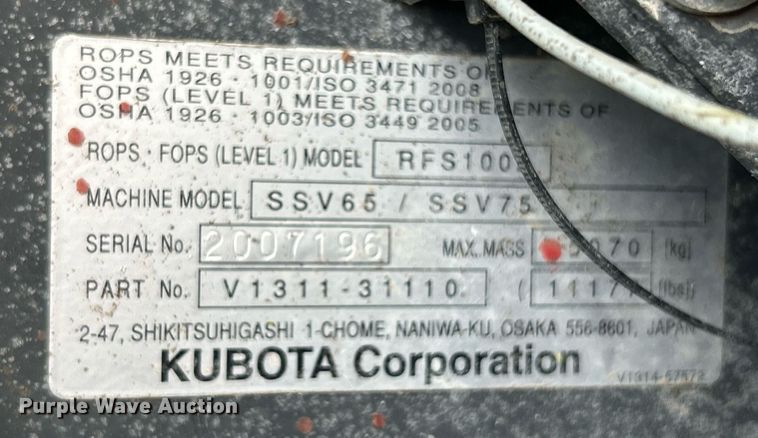 ROPS MEETS REQUIREMENTS OF
OSHA 1926 · 1001/ISO 3471 2008
FOPS (LEVEL 1) MEETS REQUIREMENTS OF
OSHA 1926 · 1003/ISO 3449 2005
ROPS · FOPS (LEVEL 1) MODEL RFS100
MACHINE MODEL SSV65 / SSV75
SERIAL No. 2007196 MAX. MASS (kg)
PART No. V1311-31110 (lbs)
2-47, SHIKITSUHIGASHI 1-CHOME, NANIWA-KU, OSAKA 556-8601, JAPAN
KUBOTA Corporation
Purple Wave Auction